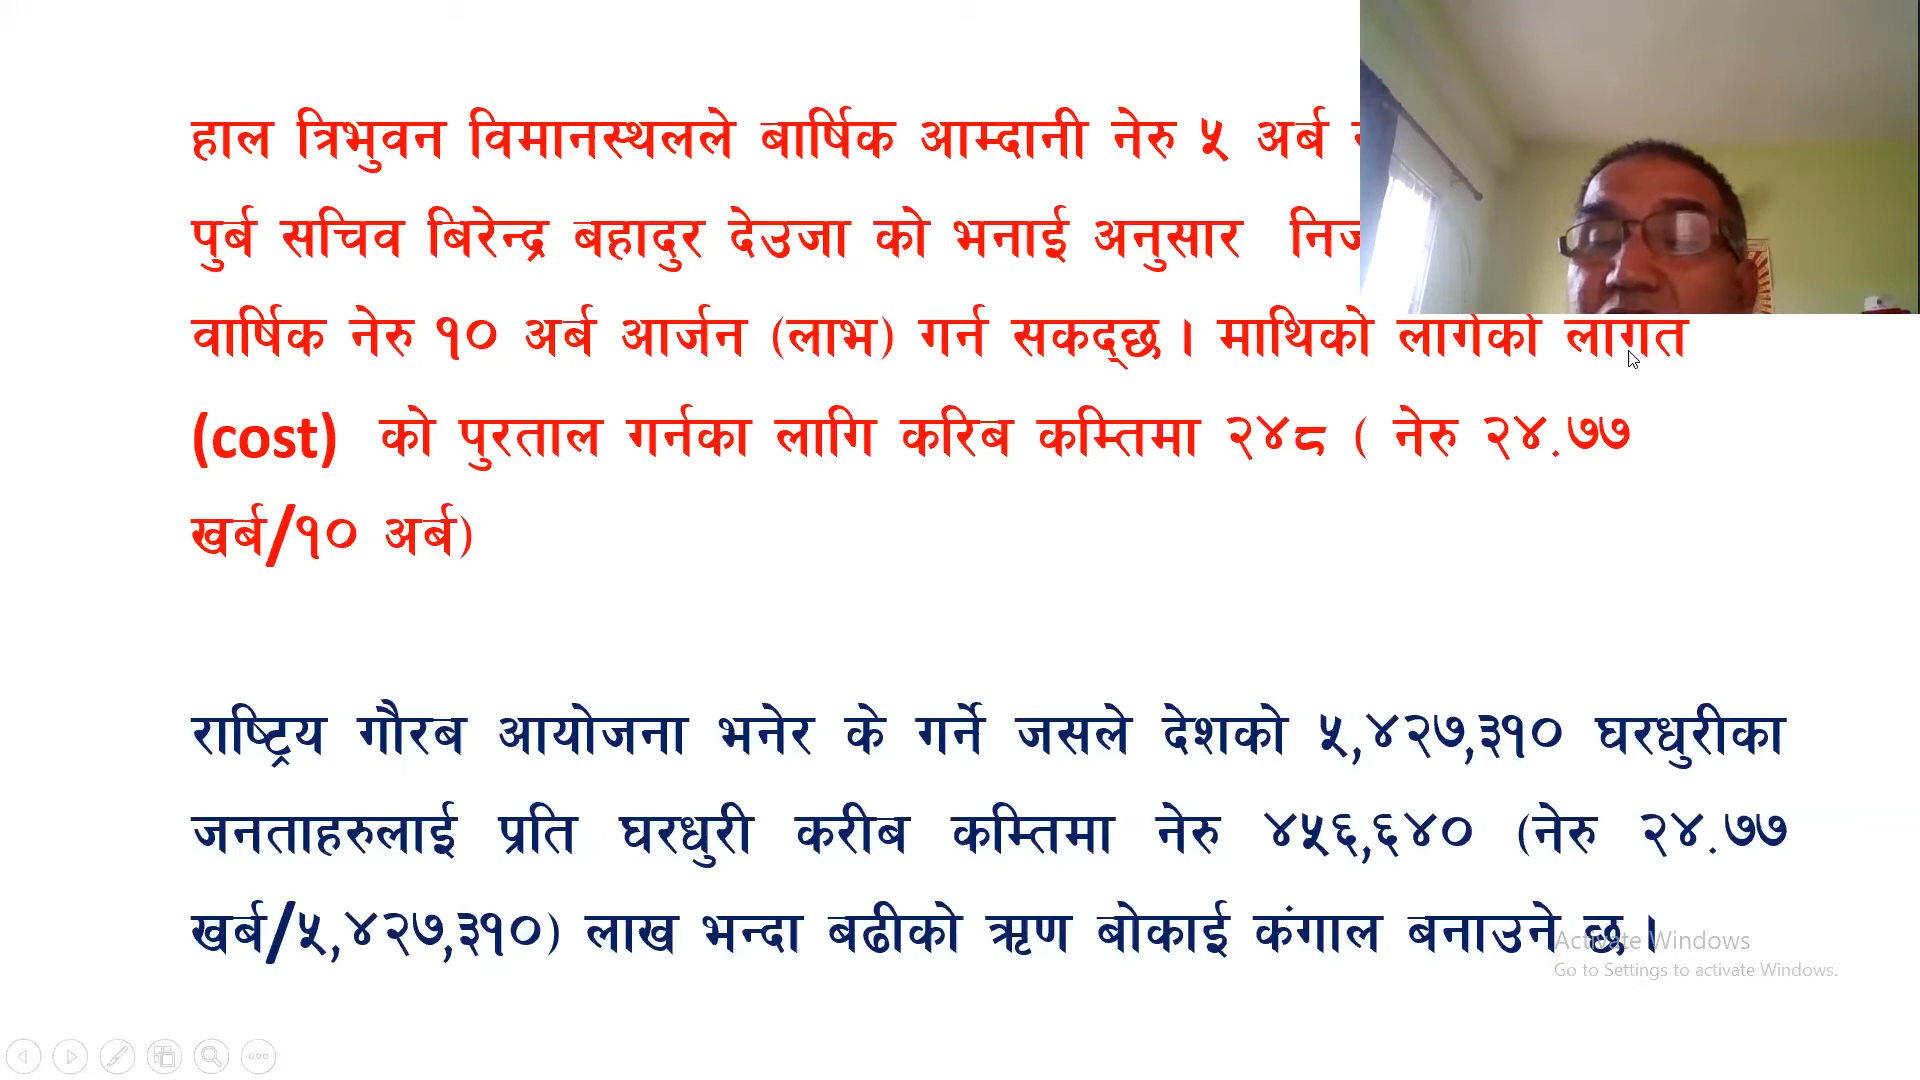 हाल त्रिभुवन विमानस्थलले बार्षिक आम्दानी नेरु ५ अर्ब
पुर्ब सचिव बिरेन्द्र बहादुर देउजा को भनाई अनुसार
वार्षिक नेरु १० अर्ब आर्जन (लाभ) गर्न सकद्छ । माथिको लागेको लागत
(cost) को पुरताल गर्नका लागि करिब कम्तिमा २४८ ( नेरु २४.७७
खर्ब/१० अर्ब)
राष्ट्रिय गौरब आयोजना भनेर के गर्ने जसले देशको ५,४२७,३१० घरधुरीका
जनताहरुलाई प्रति घरधुरी करीब कम्तिमा नेरु ४५६,६४० (नेरु २४.७७
खर्ब/५,४२७,३१०) लाख भन्दा बढीको ऋण बोकाई कंगाल बनाउने छ ।
Activate Windows
Go to Settings to activate Windows.